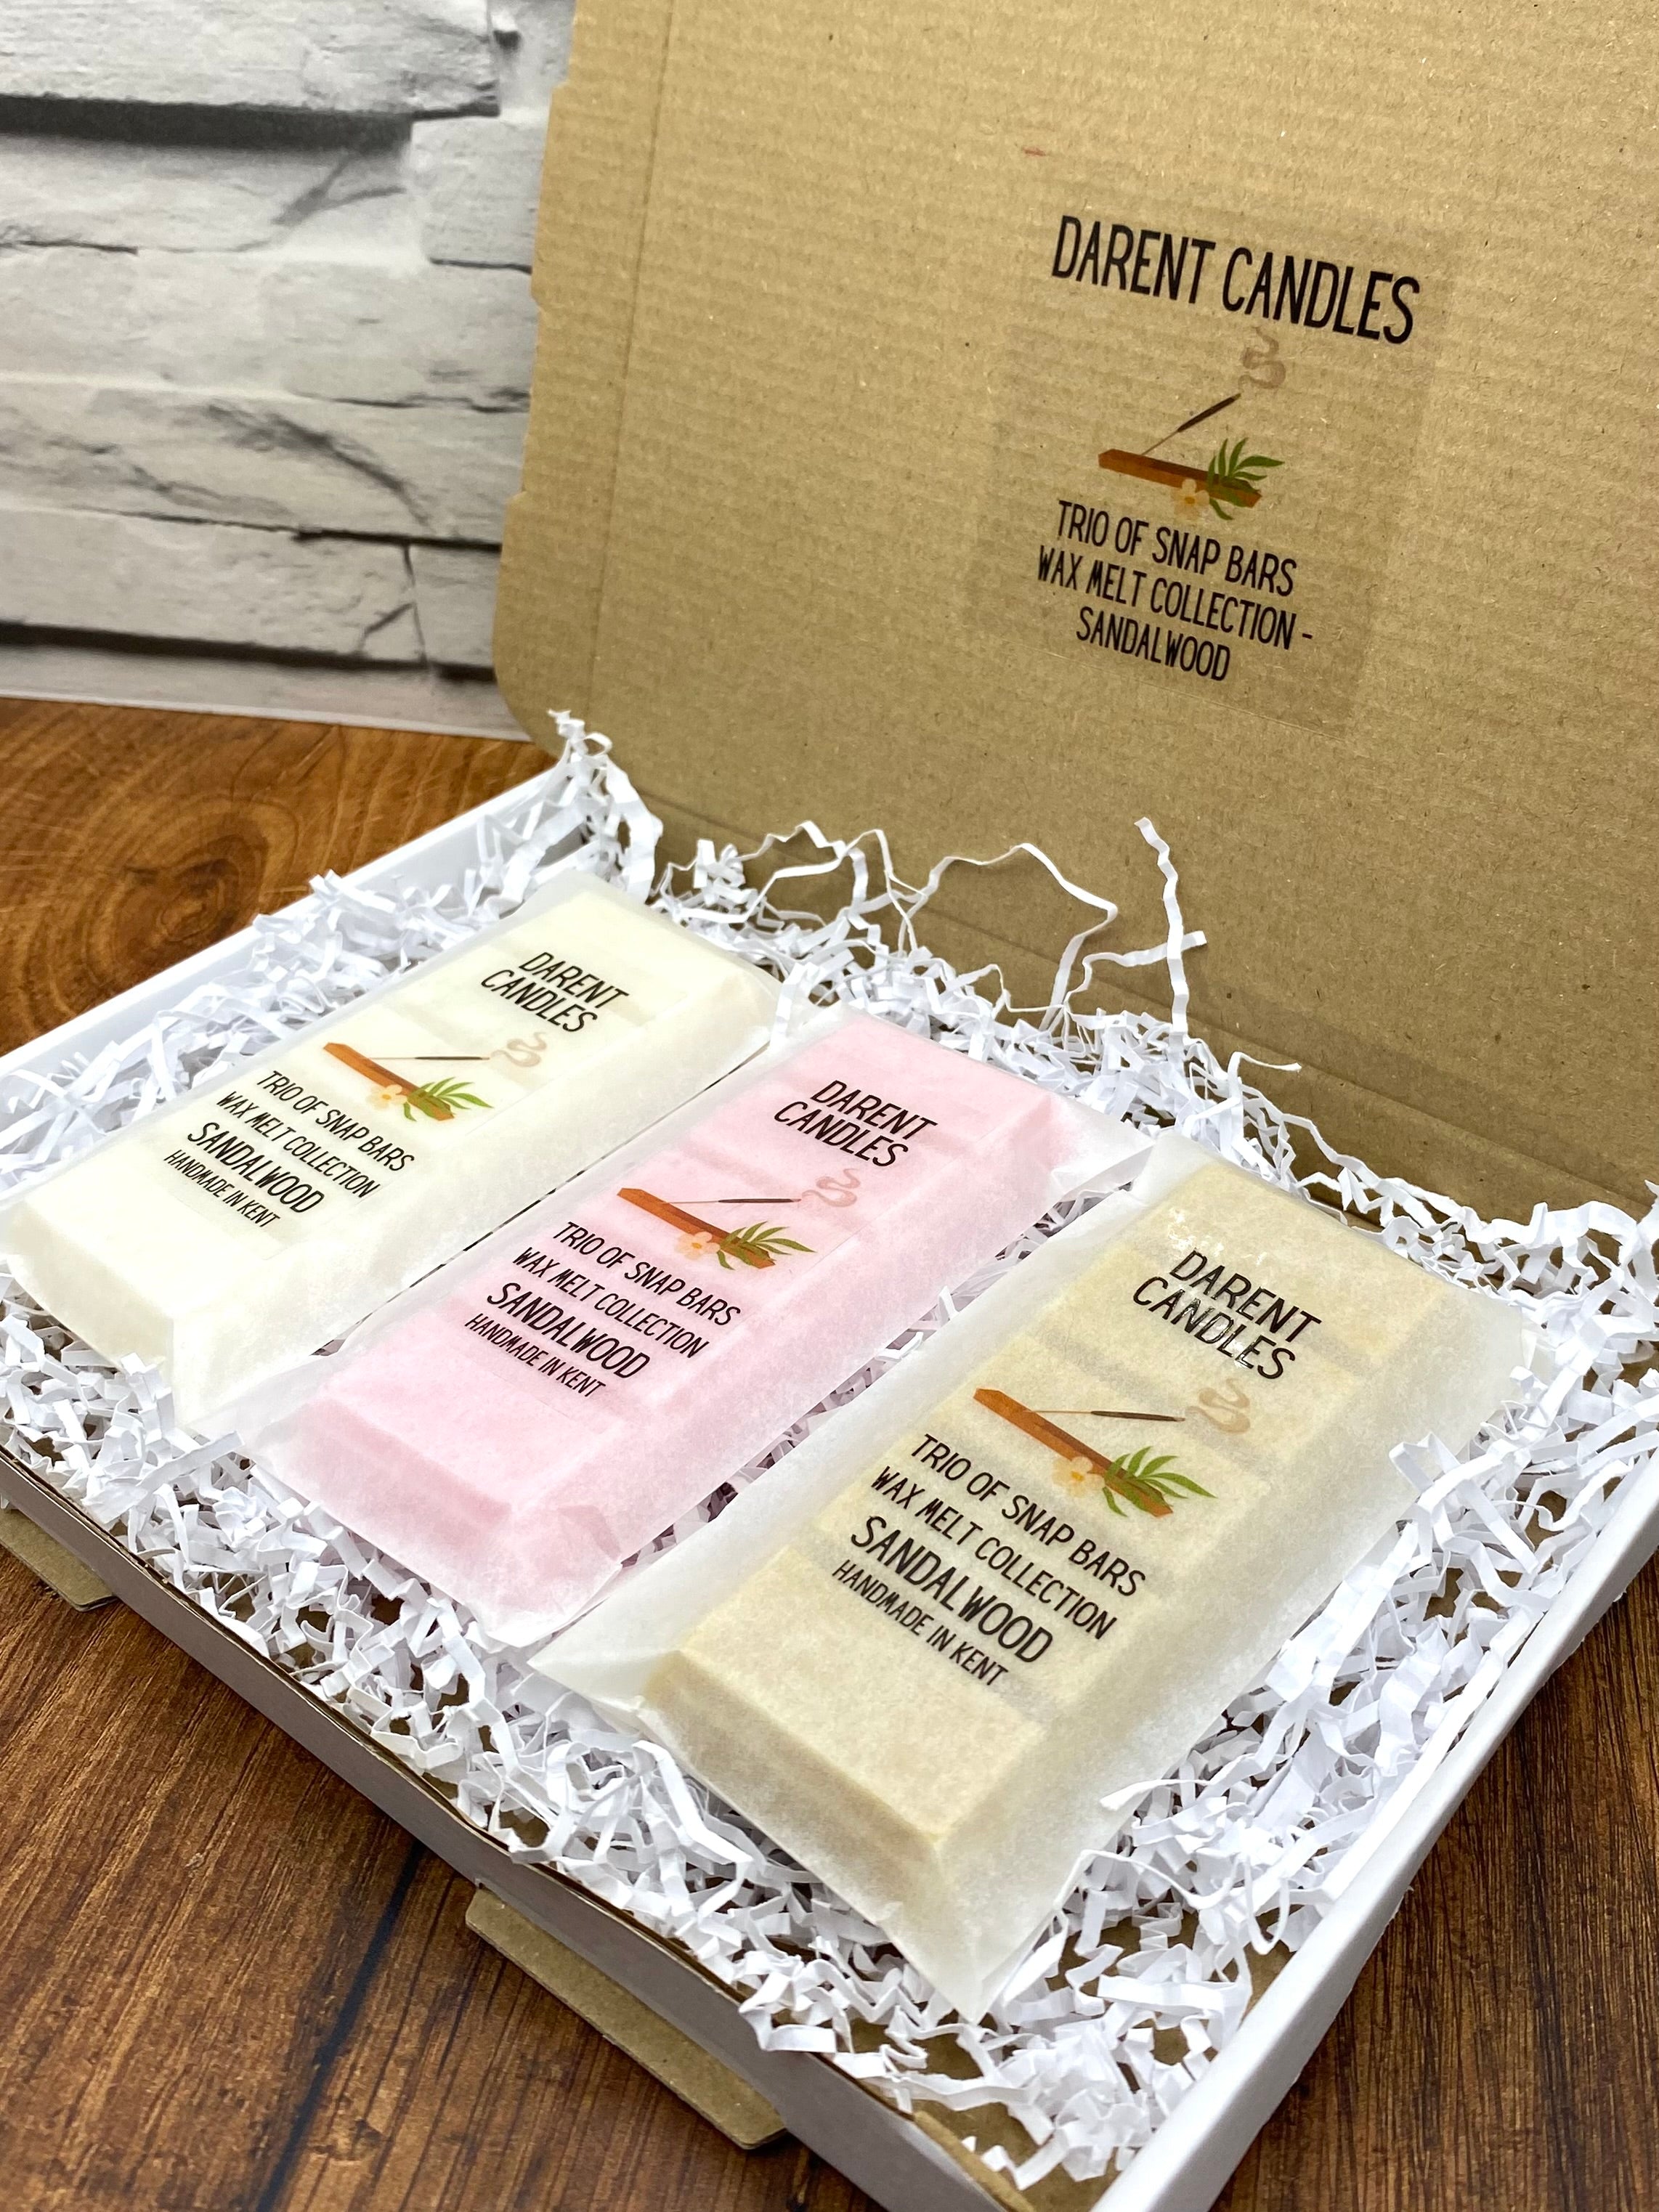 DARENT CANDLES
TRIO OF SNAP BARS
WAX MELT COLLECTION -
SANDALWOOD
DARENT
CANDLES
TRIO OF SNAP BARS
WAX MELT COLLECTION
SANDALWOOD
HANDMADE IN KENT
DARENT
CANDLES
TRIO OF SNAP BARS
WAX MELT COLLECTION
SANDALWOOD
HANDMADE IN KENT
DARENT
CANDLES
TRIO OF SNAP BARS
WAX MELT COLLECTION
SANDALWOOD
HANDMADE IN KENT